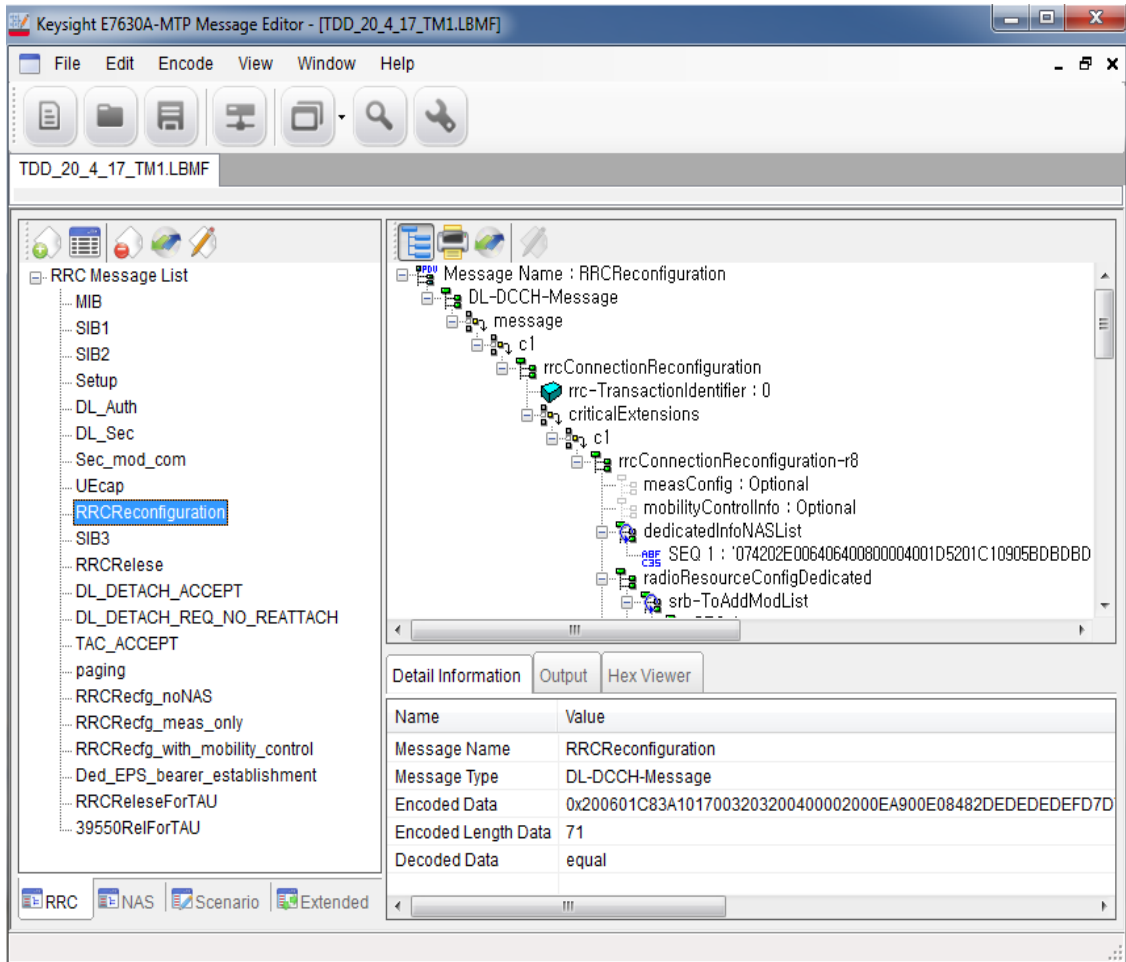 Keysight E7630A-MTP Message Editor - [TDD_20_4_17_TM1.LBMF]
File Edit Encode View Window Help
TDD_20_4_17_TM1.LBMF
RRC Message List
MIB
SIB1
SIB2
Setup
DL_Auth
DL_Sec
Sec_mod_com
UEcap
RRCReconfiguration
SIB3
RRCRelese
DL_DETACH_ACCEPT
DL_DETACH_REQ_NO_REATTACH
TAC_ACCEPT
paging
RRCRecfg_noNAS
RRCRecfg_meas_only
RRCRecfg_with_mobility_control
Ded_EPS_bearer_establishment
RRCReleseForTAU
39550RelForTAU
RRC NAS Scenario Extended
PDU Message Name : RRCReconfiguration
DL-DCCH-Message
message
c1
rrcConnectionReconfiguration
rrc-TransactionIdentifier : 0
criticalExtensions
c1
rrcConnectionReconfiguration-r8
measConfig : Optional
mobilityControlInfo : Optional
dedicatedInfoNASList
SEQ 1 : '074202E006406400800004001D5201C10905BDBDBD
radioResourceConfigDedicated
srb-ToAddModList
Detail Information Output Hex Viewer
Name Value
Message Name RRCReconfiguration
Message Type DL-DCCH-Message
Encoded Data 0x200601C83A1017003203200400002000EA900E08482DEDEDEDEFD7D
Encoded Length Data 71
Decoded Data equal